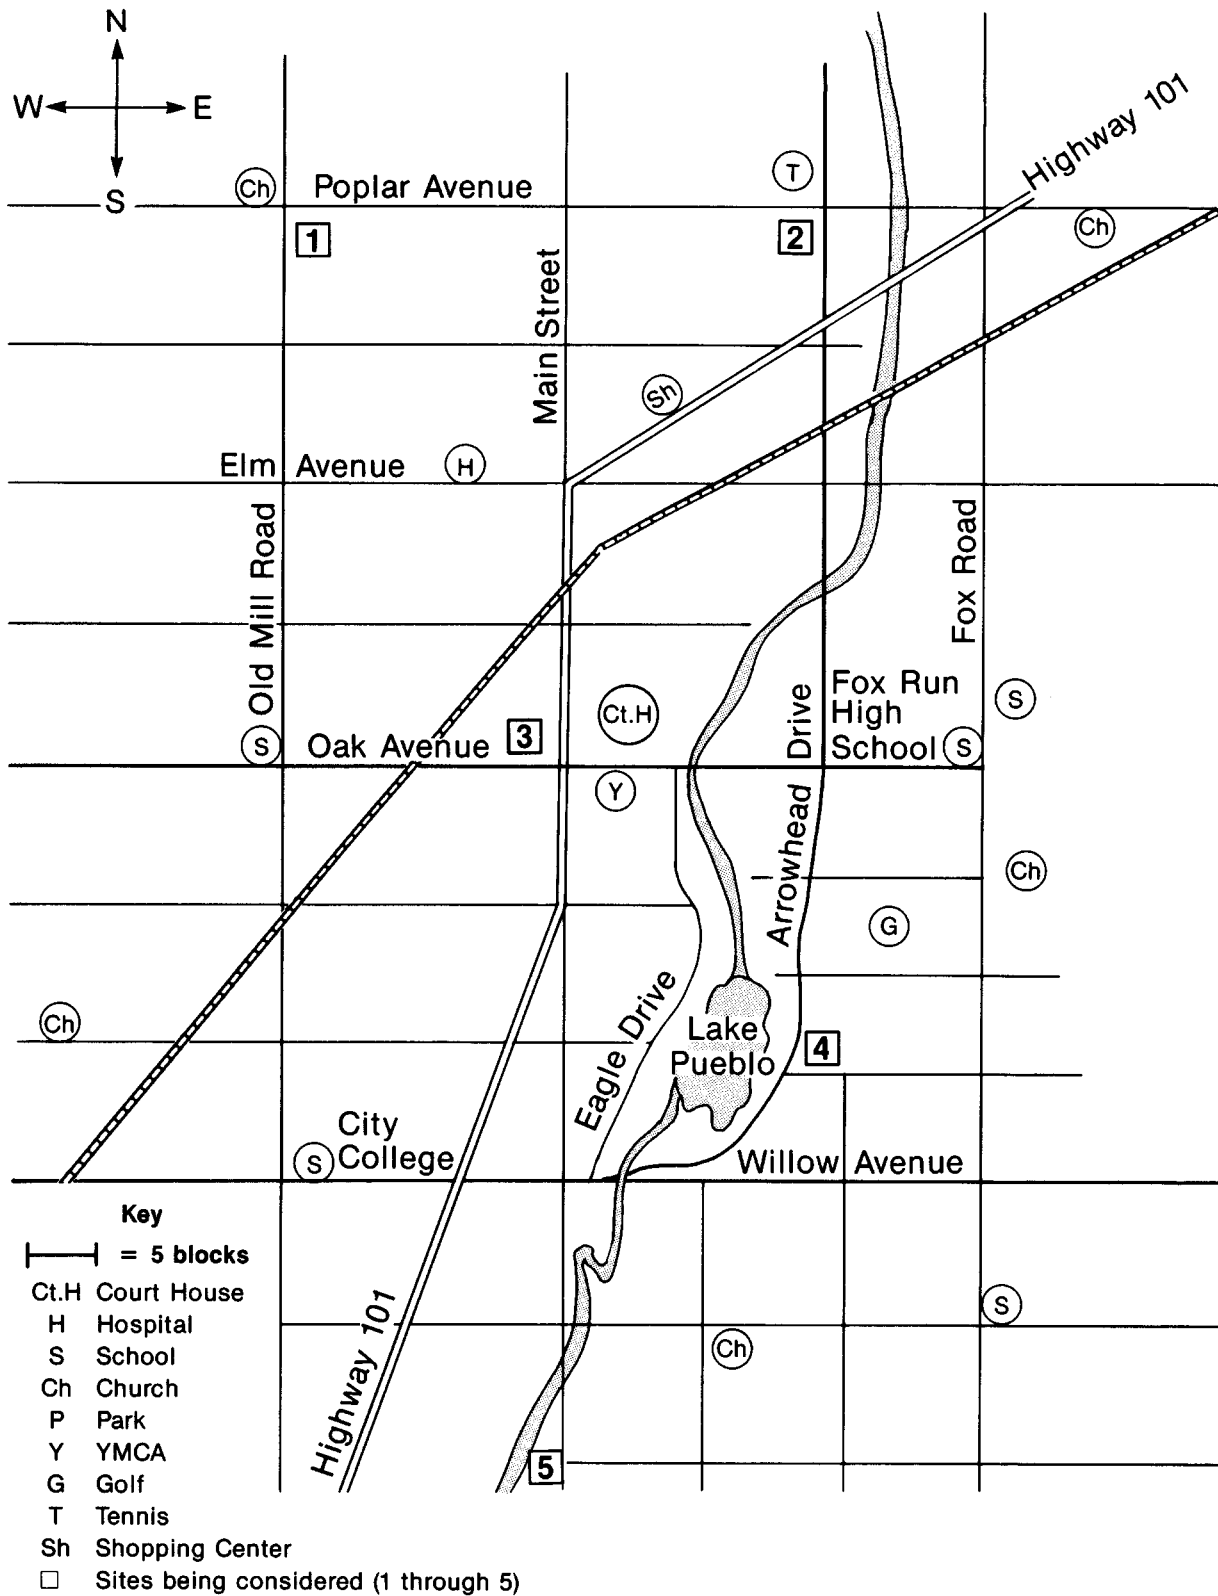 N
W E
S
Highway 101
Ch
Poplar Avenue
T
Ch
1
2
Main Street
Sh
Elm Avenue
H
Old Mill Road
Fox Road
Ct.H
Fox Run
High
School
S
S
S
Oak Avenue
3
Y
Arrowhead Drive
Ch
G
Eagle Drive
Lake
Pueblo
4
Ch
City
College
S
Willow Avenue
Highway 101
S
Ch
5
Key
= 5 blocks
Ct.H Court House
H Hospital
S School
Ch Church
P Park
Y YMCA
G Golf
T Tennis
Sh Shopping Center
□ Sites being considered (1 through 5)